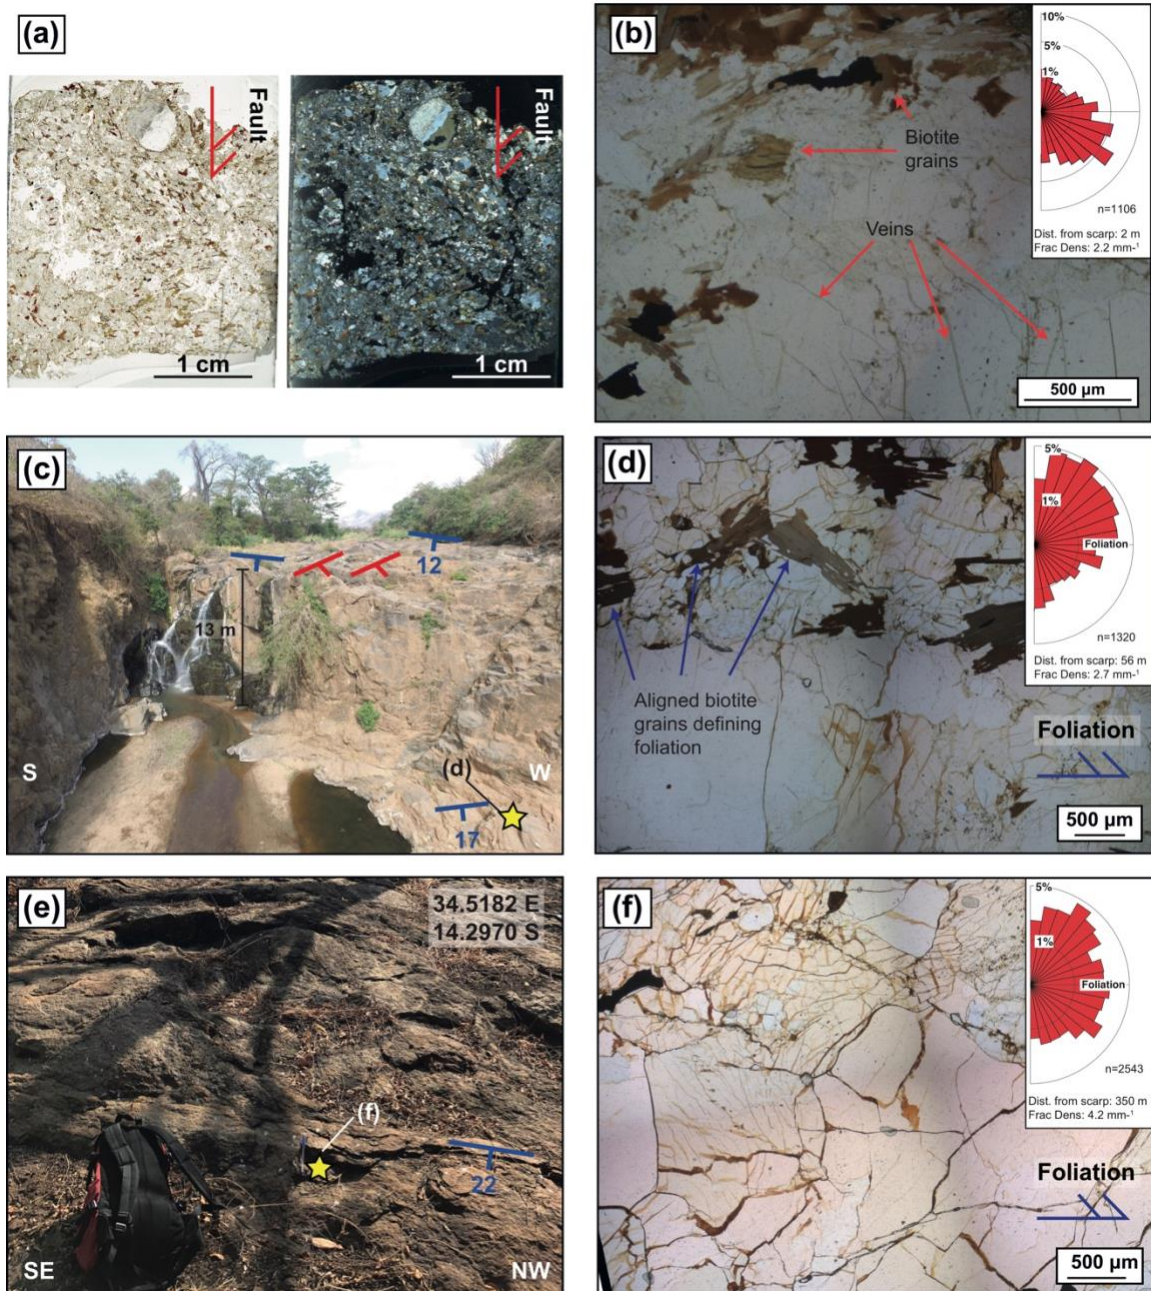 (a)
Fault
Fault
1 cm
1 cm
(b)
10%
5%
1%
Biotite
grains
Veins
n=1106
Dist. from scarp: 2 m
Frac Dens: 2.2 mm⁻¹
500 µm
(c)
12
13 m
S
W
(d)
17
(d)
5%
1%
Foliation
n=1320
Dist. from scarp: 56 m
Frac Dens: 2.7 mm⁻¹
Aligned biotite
grains defining
foliation
Foliation
500 µm
(e)
34.5182 E
14.2970 S
(f)
22
SE
NW
(f)
5%
1%
Foliation
n=2543
Dist. from scarp: 350 m
Frac Dens: 4.2 mm⁻¹
Foliation
500 µm